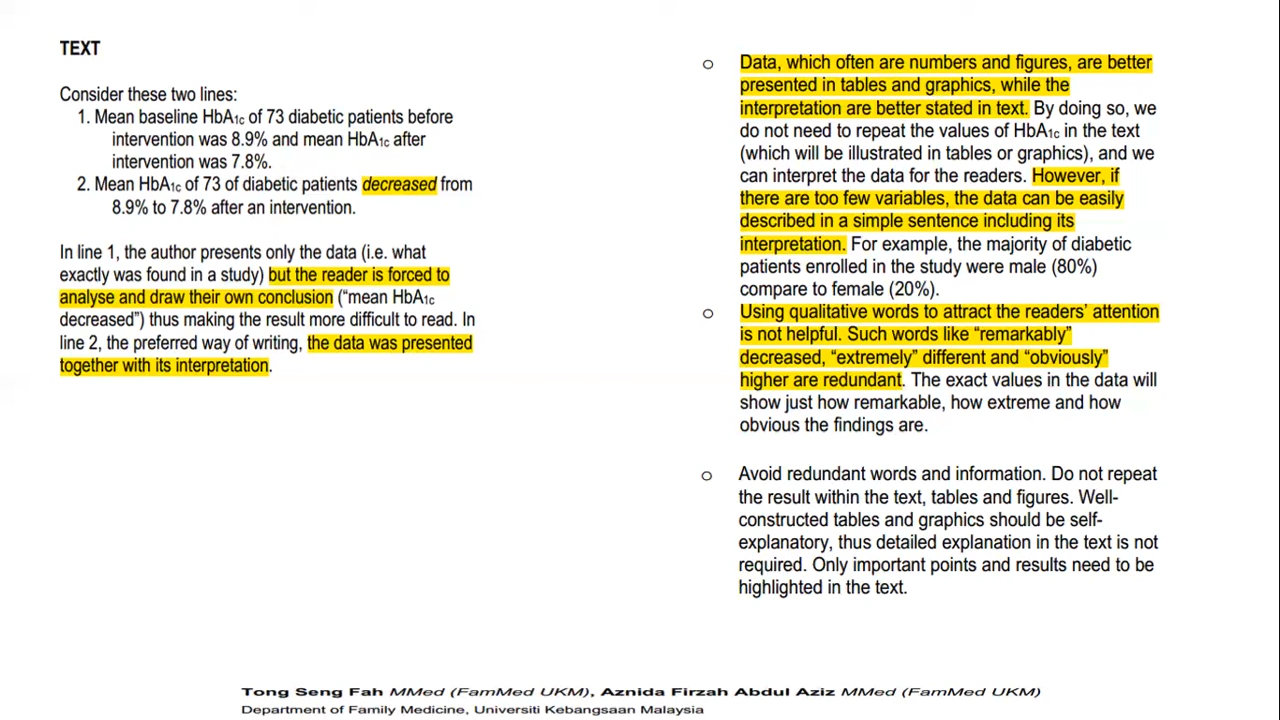 TEXT
Consider these two lines:
1. Mean baseline HbA1c of 73 diabetic patients before
intervention was 8.9% and mean HbA1c after
intervention was 7.8%.
2. Mean HbA1c of 73 of diabetic patients decreased from
8.9% to 7.8% after an intervention.
In line 1, the author presents only the data (i.e. what
exactly was found in a study) but the reader is forced to
analyse and draw their own conclusion (“mean HbA1c
decreased”) thus making the result more difficult to read. In
line 2, the preferred way of writing, the data was presented
together with its interpretation.
o Data, which often are numbers and figures, are better
presented in tables and graphics, while the
interpretation are better stated in text. By doing so, we
do not need to repeat the values of HbA1c in the text
(which will be illustrated in tables or graphics), and we
can interpret the data for the readers. However, if
there are too few variables, the data can be easily
described in a simple sentence including its
interpretation. For example, the majority of diabetic
patients enrolled in the study were male (80%)
compare to female (20%).
o Using qualitative words to attract the readers’ attention
is not helpful. Such words like “remarkably”
decreased, “extremely” different and “obviously”
higher are redundant. The exact values in the data will
show just how remarkable, how extreme and how
obvious the findings are.
o Avoid redundant words and information. Do not repeat
the result within the text, tables and figures. Well-
constructed tables and graphics should be self-
explanatory, thus detailed explanation in the text is not
required. Only important points and results need to be
highlighted in the text.
Tong Seng Fah MMed (FamMed UKM), Aznida Firzah Abdul Aziz MMed (FamMed UKM)
Department of Family Medicine, Universiti Kebangsaan Malaysia